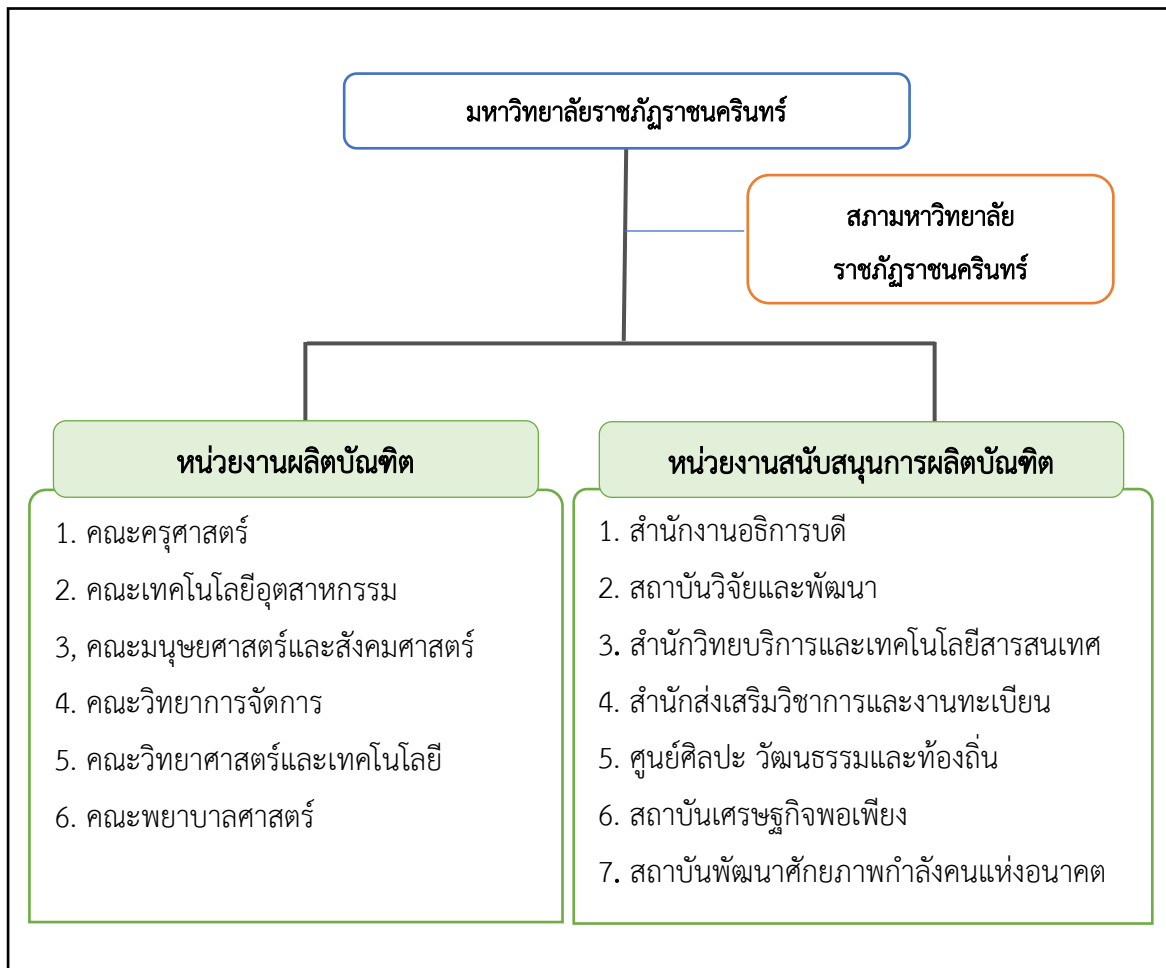 มหาวิทยาลัยราชภัฏราชนครินทร์
สภามหาวิทยาลัย
ราชภัฏราชนครินทร์
หน่วยงานผลิตบัณฑิต
1. คณะครุศาสตร์
2. คณะเทคโนโลยีอุตสาหกรรม
3, คณะมนุษยศาสตร์และสังคมศาสตร์
4. คณะวิทยาการจัดการ
5. คณะวิทยาศาสตร์และเทคโนโลยี
6. คณะพยาบาลศาสตร์
หน่วยงานสนับสนุนการผลิตบัณฑิต
1. สำนักงานอธิการบดี
2. สถาบันวิจัยและพัฒนา
3. สำนักวิทยบริการและเทคโนโลยีสารสนเทศ
4. สำนักส่งเสริมวิชาการและงานทะเบียน
5. ศูนย์ศิลปะ วัฒนธรรมและท้องถิ่น
6. สถาบันเศรษฐกิจพอเพียง
7. สถาบันพัฒนาศักยภาพกำลังคนแห่งอนาคต